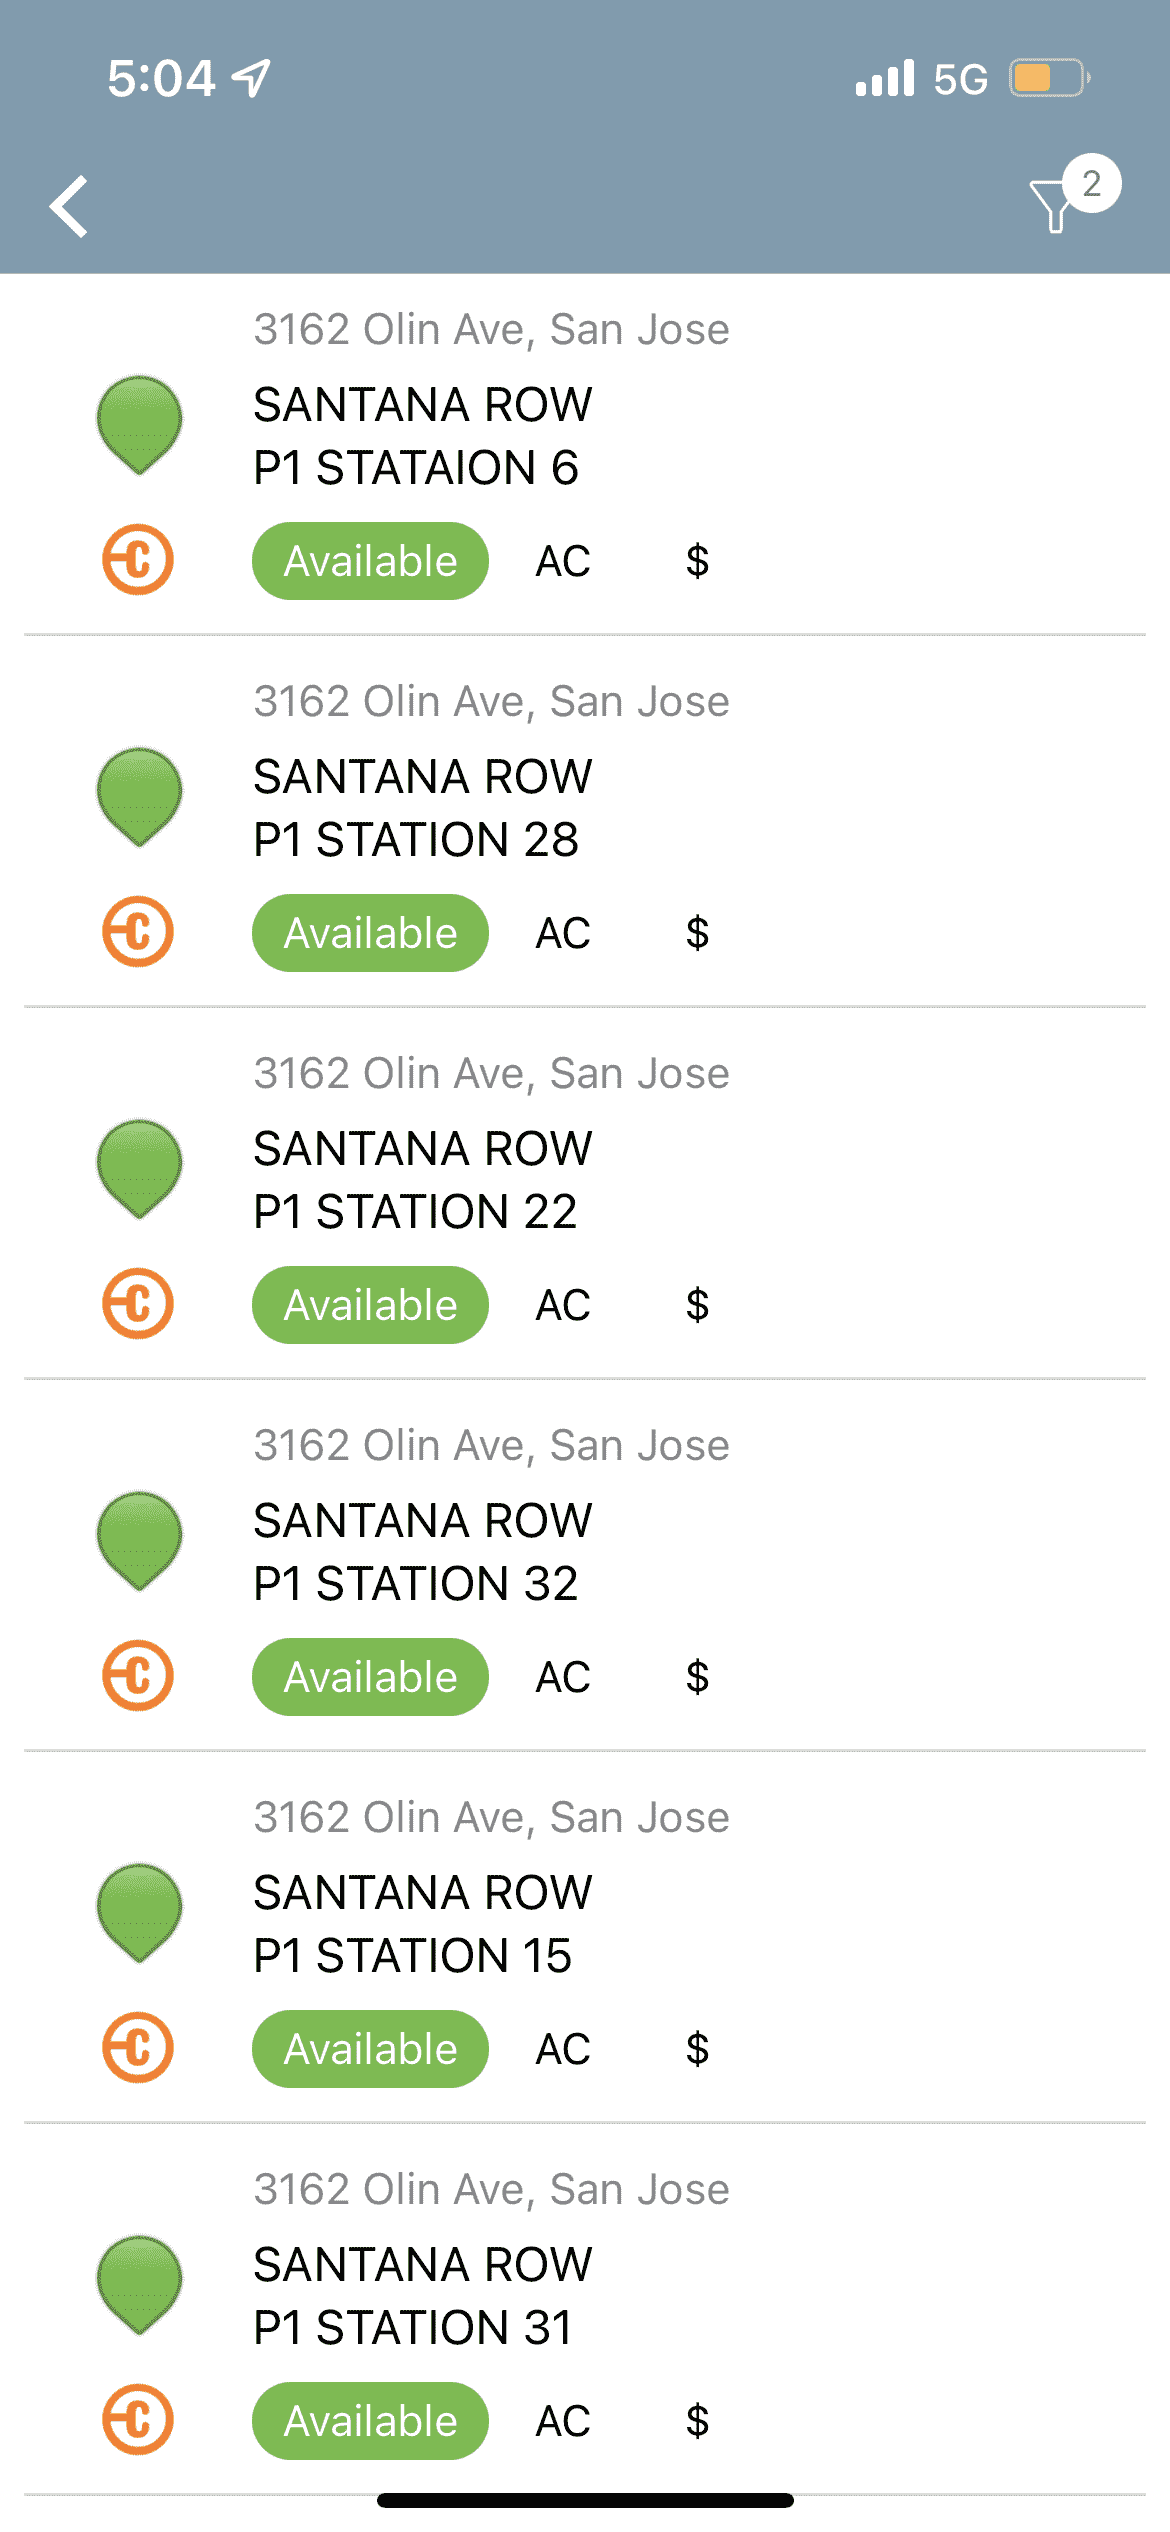 5:04 5G
2
3162 Olin Ave, San Jose
SANTANA ROW
P1 STATAION 6
Available AC $
3162 Olin Ave, San Jose
SANTANA ROW
P1 STATION 28
Available AC $
3162 Olin Ave, San Jose
SANTANA ROW
P1 STATION 22
Available AC $
3162 Olin Ave, San Jose
SANTANA ROW
P1 STATION 32
Available AC $
3162 Olin Ave, San Jose
SANTANA ROW
P1 STATION 15
Available AC $
3162 Olin Ave, San Jose
SANTANA ROW
P1 STATION 31
Available AC $